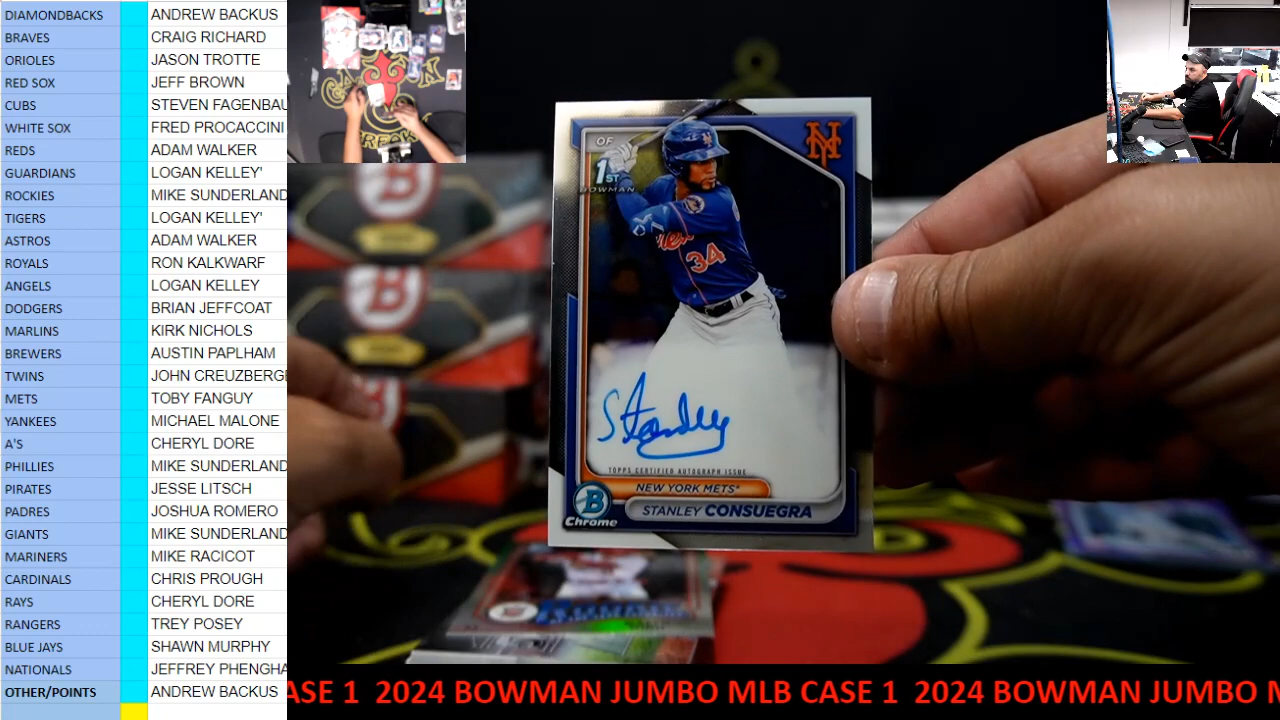 DIAMONDBACKS ANDREW BACKUS
BRAVES CRAIG RICHARD
ORIOLES JASON TROTTE
RED SOX JEFF BROWN
CUBS STEVEN FAGENBAU
WHITE SOX FRED PROCACCINI
REDS ADAM WALKER
GUARDIANS LOGAN KELLEY'
ROCKIES MIKE SUNDERLAND
TIGERS LOGAN KELLEY'
ASTROS ADAM WALKER
ROYALS RON KALKWARF
ANGELS LOGAN KELLEY
DODGERS BRIAN JEFFCOAT
MARLINS KIRK NICHOLS
BREWERS AUSTIN PAPLHAM
TWINS JOHN CREUZBERGE
METS TOBY FANGUY
YANKEES MICHAEL MALONE
A'S CHERYL DORE
PHILLIES MIKE SUNDERLAND
PIRATES JESSE LITSCH
PADRES JOSHUA ROMERO
GIANTS MIKE SUNDERLAND
MARINERS MIKE RACICOT
CARDINALS CHRIS PROUGH
RAYS CHERYL DORE
RANGERS TREY POSEY
BLUE JAYS SHAWN MURPHY
NATIONALS JEFFREY PHENGHA
OTHER/POINTS ANDREW BACKUS
OF
1ST
BOWMAN
NY
34
Standley
TOPPS CERTIFIED AUTOGRAPH ISSUE
NEW YORK METS
B
Chrome
STANLEY CONSUEGRA
ASE 1 2024 BOWMAN JUMBO MLB CASE 1 2024 BOWMAN JUMBO M